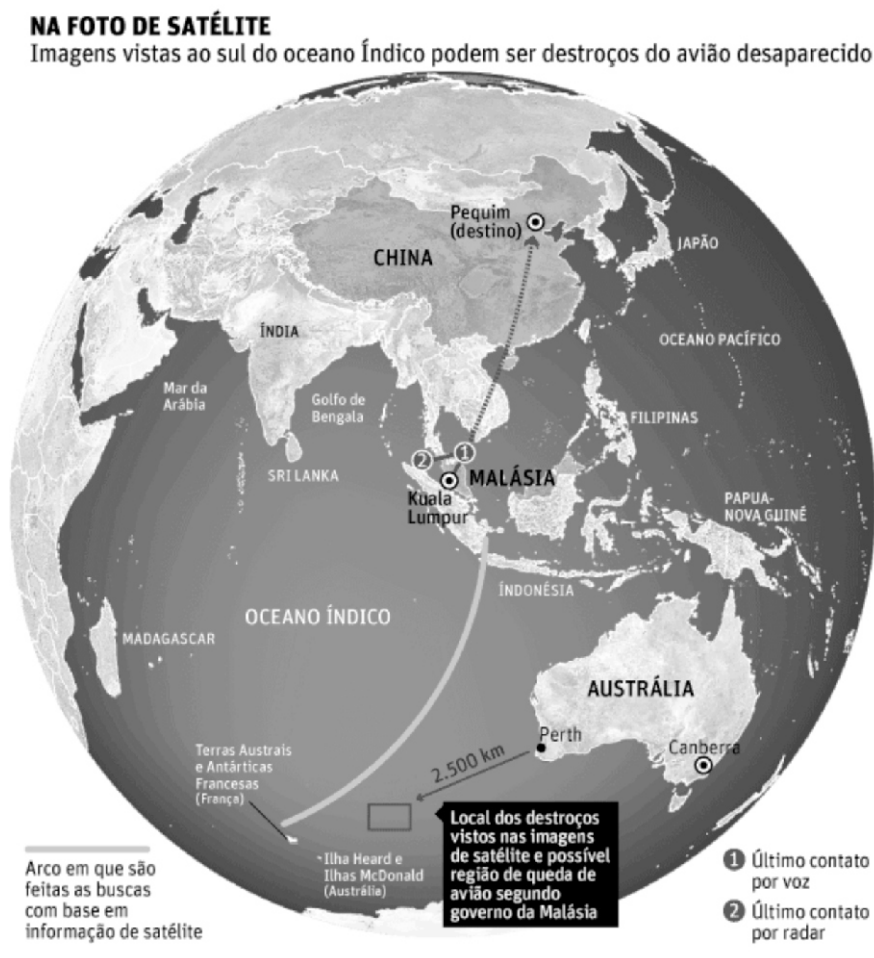 NA FOTO DE SATÉLITE
Imagens vistas ao sul do oceano Índico podem ser destroços do avião desaparecido
Pequim
(destino)
CHINA
JAPÃO
ÍNDIA
OCEANO PACÍFICO
Mar da
Arábia
Golfo de
Bengala
FILIPINAS
2
1
SRI LANKA
MALÁSIA
Kuala
Lumpur
PAPUA-
NOVA GUINÉ
ÍNDONÉSIA
OCEANO ÍNDICO
MADAGASCAR
AUSTRÁLIA
Perth
Canberra
2.500 km
Terras Austrais
e Antárticas
Francesas
(França)
Local dos destroços
vistos nas imagens
de satélite e possível
região de queda de
avião segundo
governo da Malásia
Ilha Heard e
Ilhas McDonald
(Austrália)
Arco em que são
feitas as buscas
com base em
informação de satélite
1 Último contato
por voz
2 Último contato
por radar